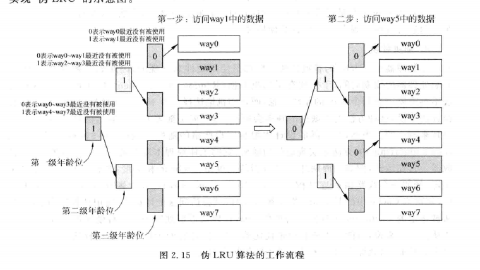 实现 伪 LRU 的示意图。
第一步：访问way1中的数据
第二步：访问way5中的数据
0表示way0最近没有被使用
1表示way1最近没有被使用
0表示way0~way1最近没有被使用
1表示way2~way3最近没有被使用
0表示way0~way3最近没有被使用
1表示way4~way7最近没有被使用
0
1
1
第一级年龄位
第二级年龄位
第三级年龄位
1
way0
way1
way2
way3
way4
way5
way6
way7
0
1
0
0
1
way0
way1
way2
way3
way4
way5
way6
way7
图 2.15 伪 LRU 算法的工作流程